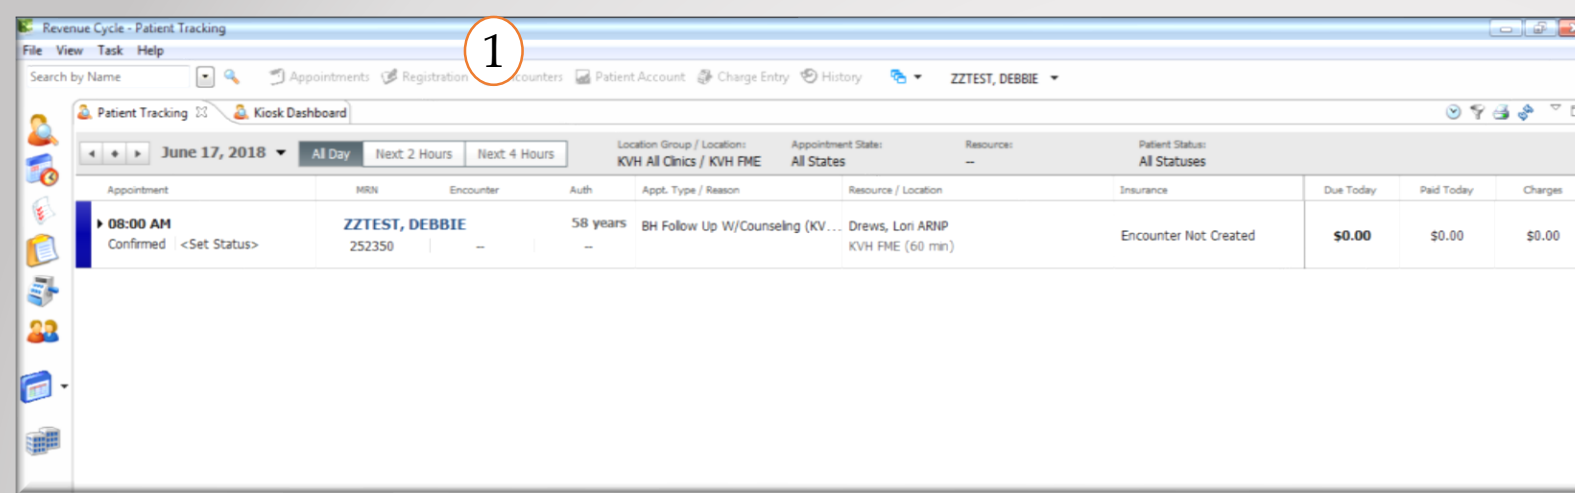 Revenue Cycle - Patient Tracking
File View Task Help
1
Search by Name Appointments Registration Patient Account Charge Entry History ZZTEST, DEBBIE
Patient Tracking Kiosk Dashboard
June 17, 2018 All Day Next 2 Hours Next 4 Hours
Location Group / Location: Appointment State: Resource: Patient Status:
KVH All Clinics / KVH FME All States -- All Statuses
Appointment MRN Encounter Auth Appt. Type / Reason Resource / Location Insurance Due Today Paid Today Charges
08:00 AM ZZTEST, DEBBIE 58 years BH Follow Up W/Counseling (KV... Drews, Lori ARNP
Confirmed <Set Status> 252350 -- -- KVH FME (60 min) Encounter Not Created $0.00 $0.00 $0.00